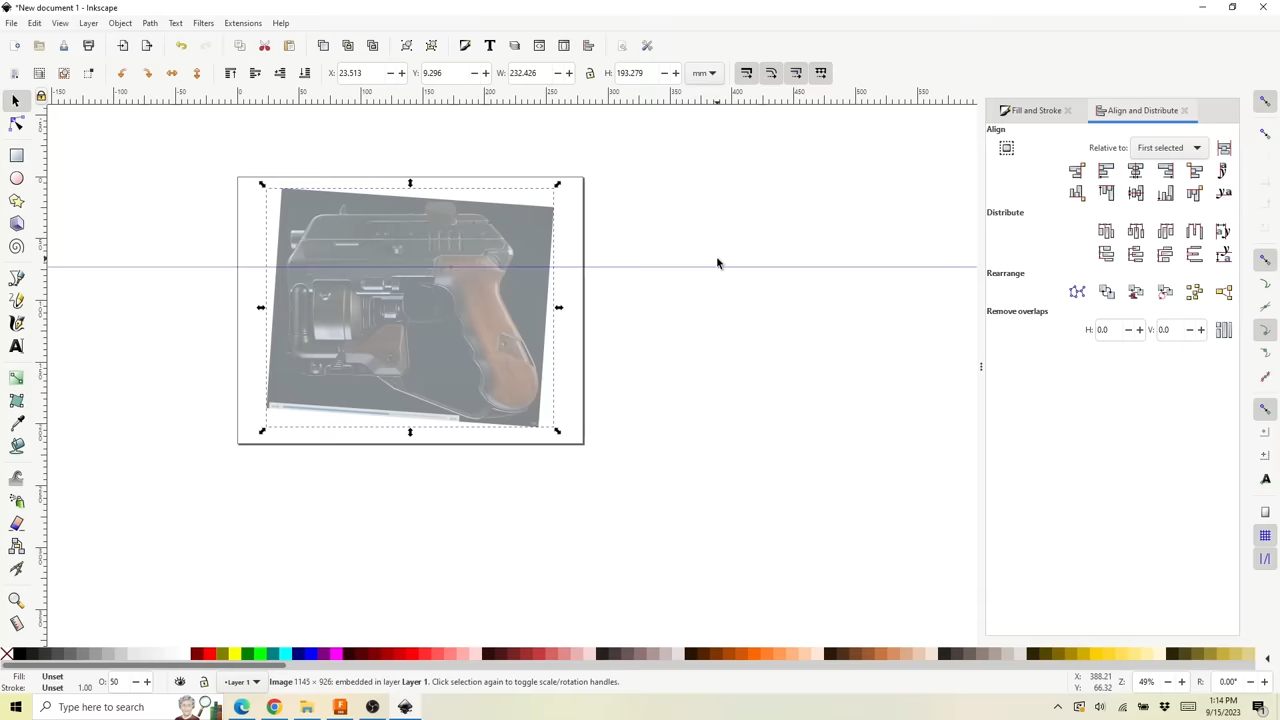 *New document 1 - Inkscape
File Edit View Layer Object Path Text Filters Extensions Help
X: 23.513 Y: 9.296 W: 232.426 H: 193.279 mm
Fill and Stroke Align and Distribute
Align
Relative to: First selected
Distribute
Rearrange
Remove overlaps
H: 0.0 V: 0.0
Fill: Unset O: 50 Layer 1 Image 1145 × 926: embedded in layer Layer 1. Click selection again to toggle scale/rotation handles. X: 388.21 Z: 49% R: 0.00°
Stroke: Unset 1.00 Y: 66.32
Type here to search
1:14 PM
9/15/2023